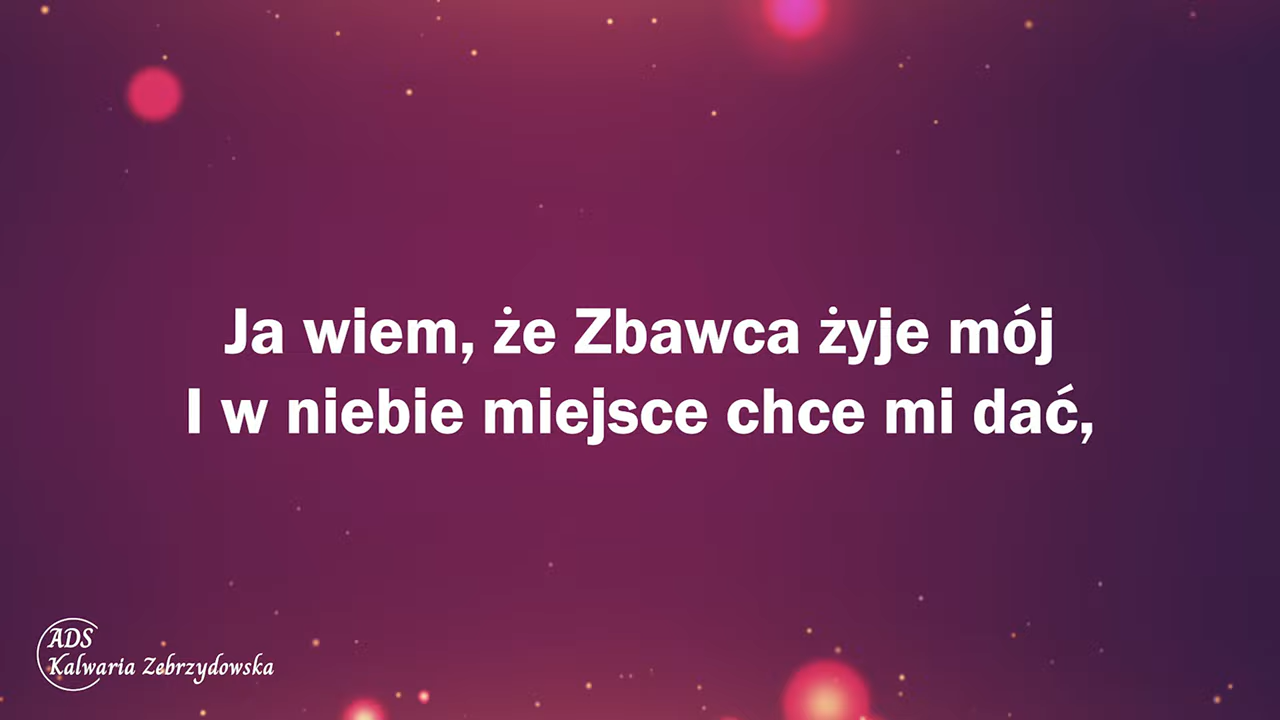 Ja wiem, że Zbawca żyje mój
I w niebie miejsce chce mi dać,
ADS
Kalwaria Zebrzydowska